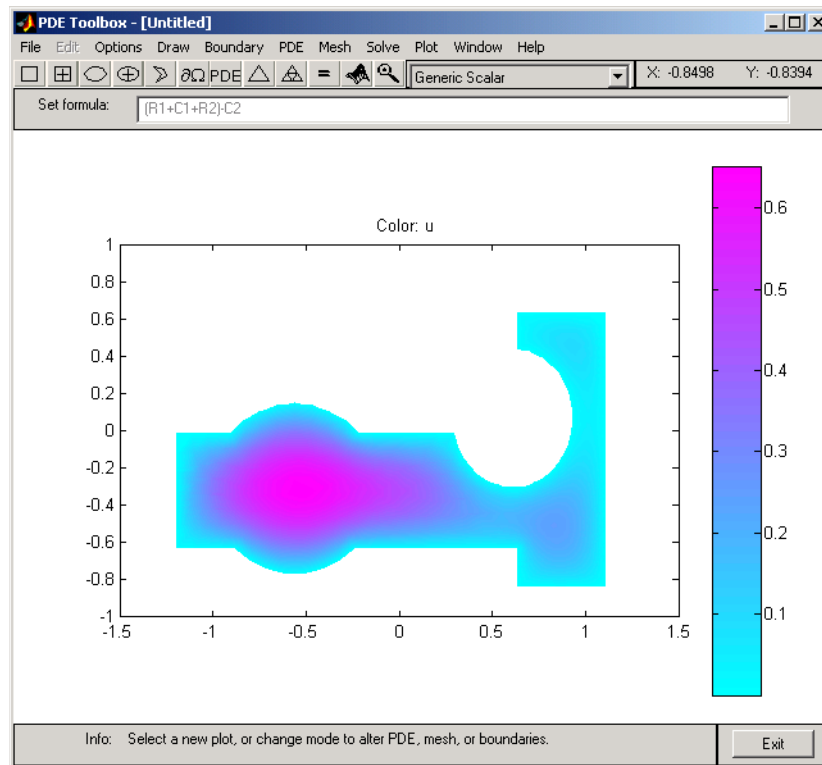 PDE Toolbox - [Untitled]
File Edit Options Draw Boundary PDE Mesh Solve Plot Window Help
∂Ω PDE = Generic Scalar X: -0.8498 Y: -0.8394
Set formula: (R1+C1+R2)-C2
Color: u
1
0.8
0.6
0.4
0.2
0
-0.2
-0.4
-0.6
-0.8
-1
-1.5 -1 -0.5 0 0.5 1 1.5
0.6
0.5
0.4
0.3
0.2
0.1
Info: Select a new plot, or change mode to alter PDE, mesh, or boundaries.
Exit